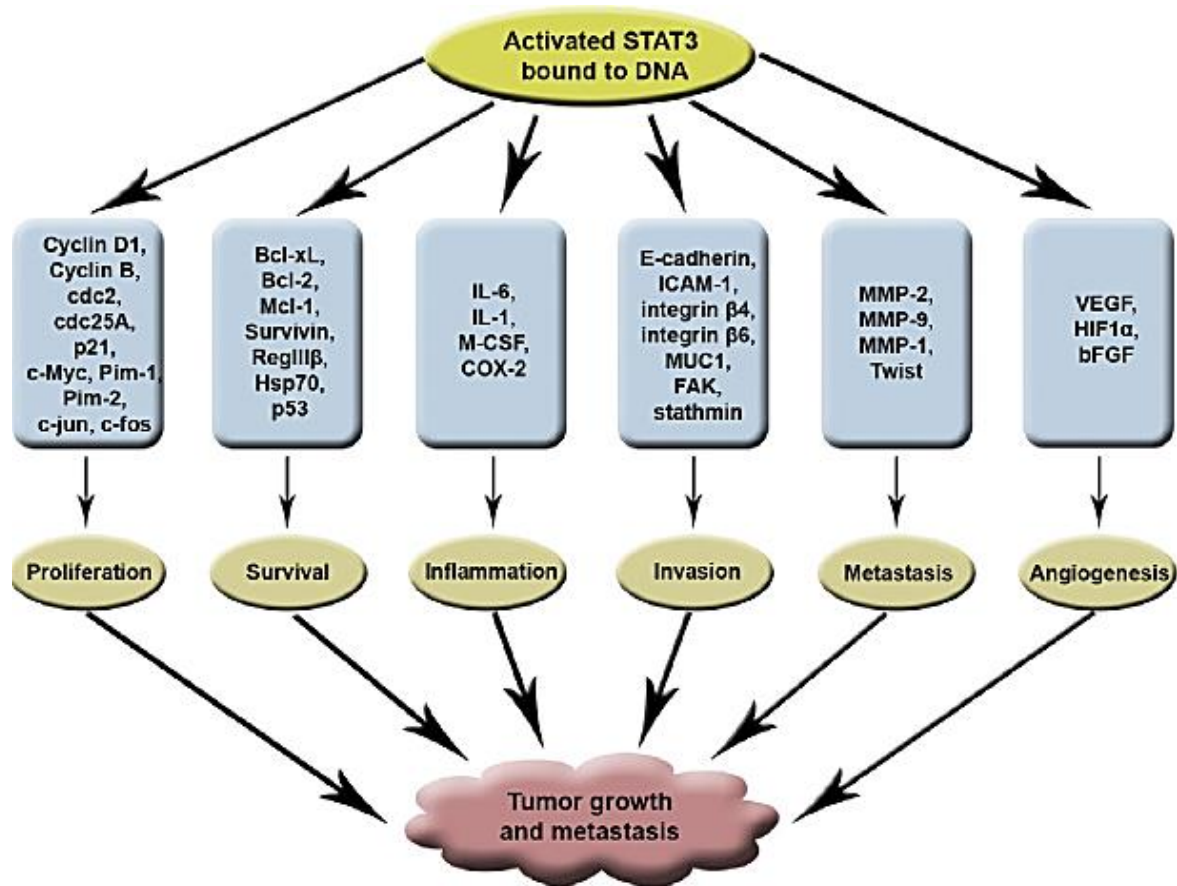 Activated STAT3
bound to DNA
Cyclin D1,
Cyclin B,
cdc2,
cdc25A,
p21,
c-Myc, Pim-1,
Pim-2,
c-jun, c-fos
Bcl-xL,
Bcl-2,
Mcl-1,
Survivin,
RegIIIβ,
Hsp70,
p53
IL-6,
IL-1,
M-CSF,
COX-2
E-cadherin,
ICAM-1,
integrin β4,
integrin β6,
MUC1,
FAK,
stathmin
MMP-2,
MMP-9,
MMP-1,
Twist
VEGF,
HIF1α,
bFGF
Proliferation
Survival
Inflammation
Invasion
Metastasis
Angiogenesis
Tumor growth
and metastasis